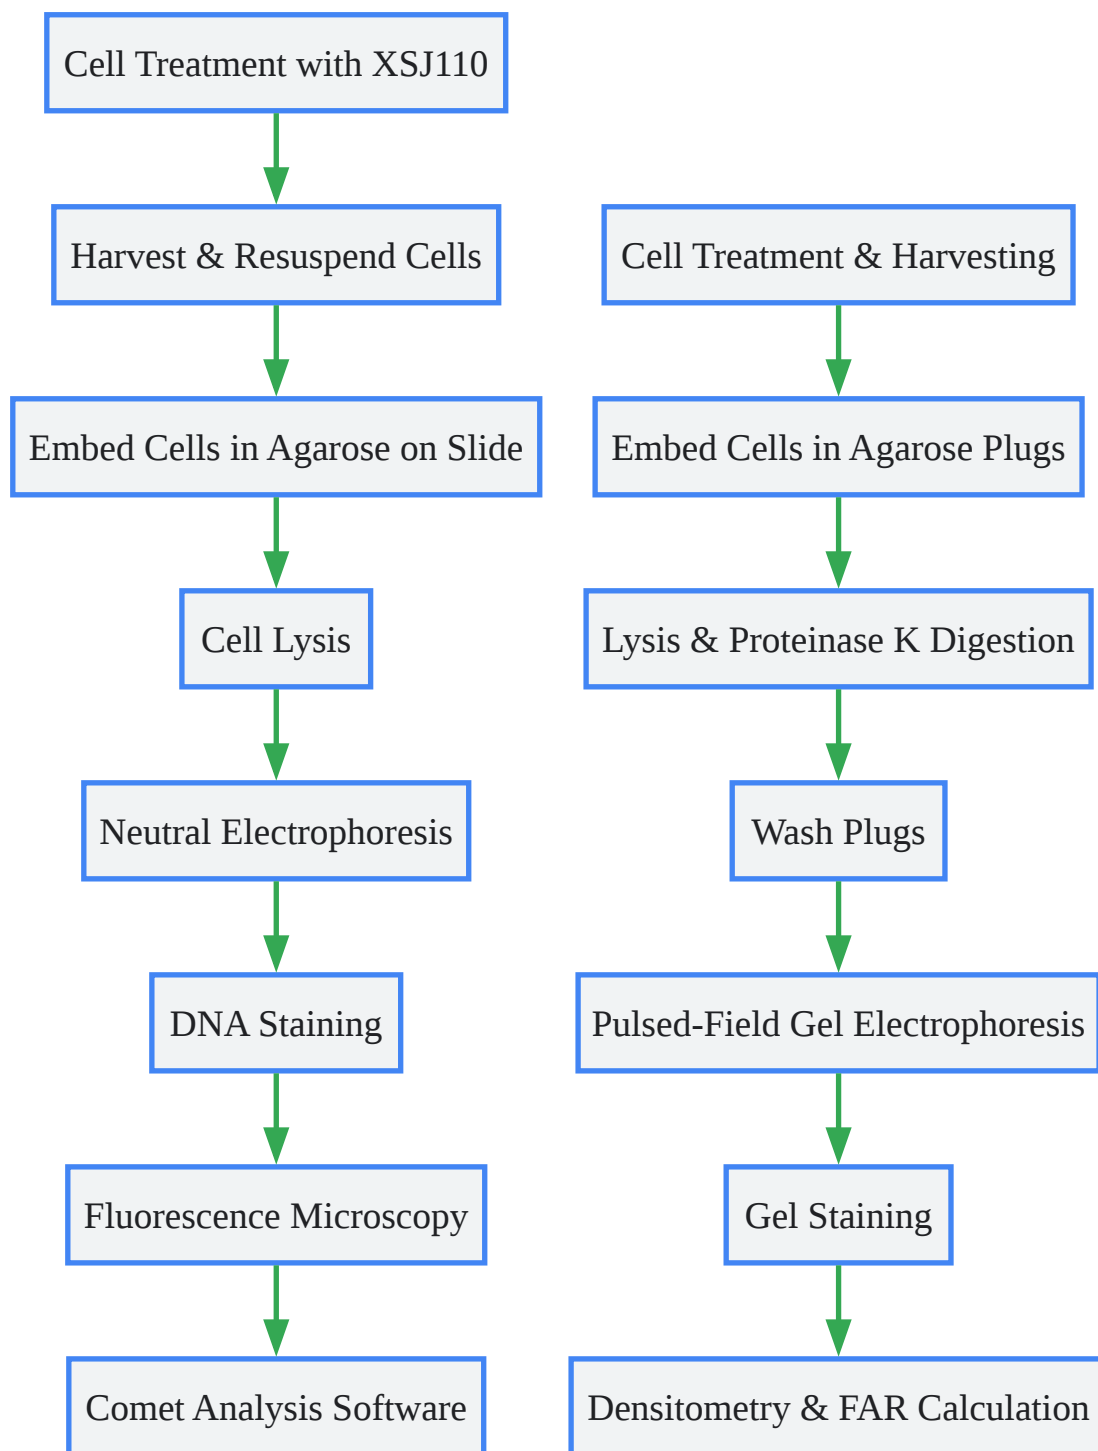 Cell Treatment with XSJ110
Harvest & Resuspend Cells
Embed Cells in Agarose on Slide
Cell Lysis
Neutral Electrophoresis
DNA Staining
Fluorescence Microscopy
Comet Analysis Software
Cell Treatment & Harvesting
Embed Cells in Agarose Plugs
Lysis & Proteinase K Digestion
Wash Plugs
Pulsed-Field Gel Electrophoresis
Gel Staining
Densitometry & FAR Calculation